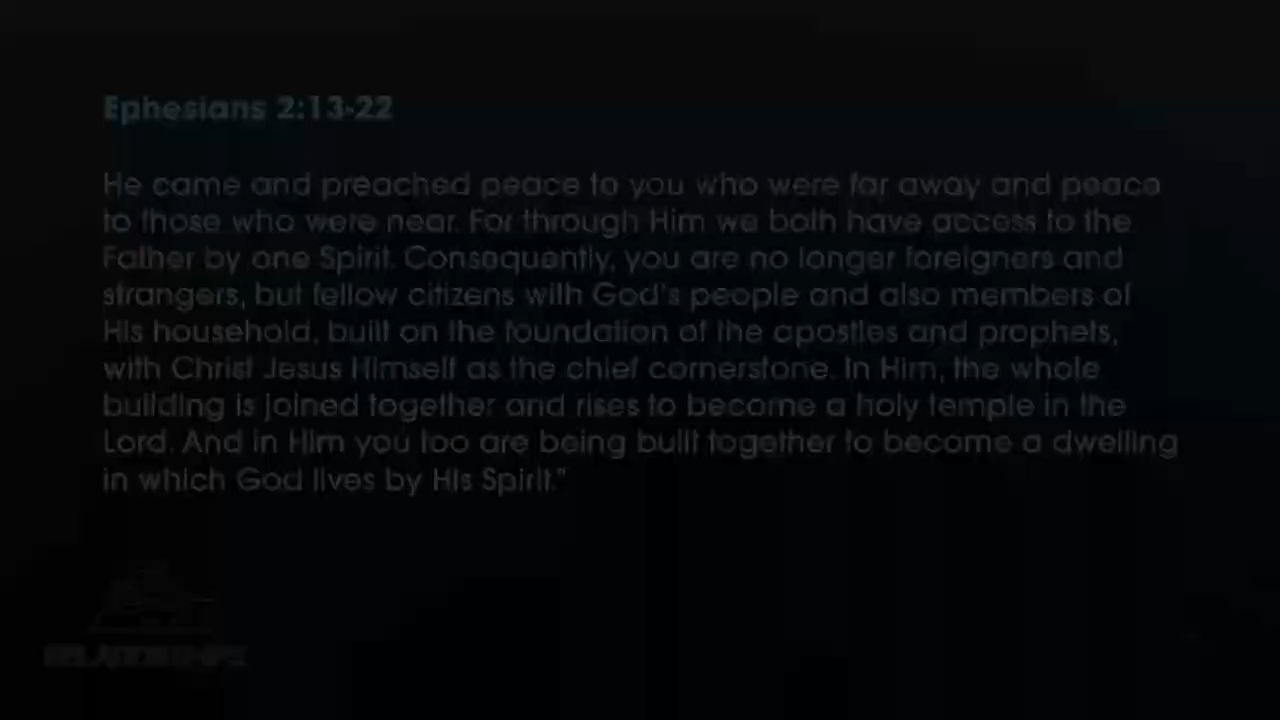 Ephesians 2:13-22
He came and preached peace to you who were far away and peace
to those who were near. For through Him we both have access to the
Father by one Spirit. Consequently, you are no longer foreigners and
strangers, but fellow citizens with God's people and also members of
His household, built on the foundation of the apostles and prophets,
with Christ Jesus Himself as the chief cornerstone. In Him, the whole
building is joined together and rises to become a holy temple in the
Lord. And in Him you too are being built together to become a dwelling
in which God lives by His Spirit."
RELATIONSHIPS